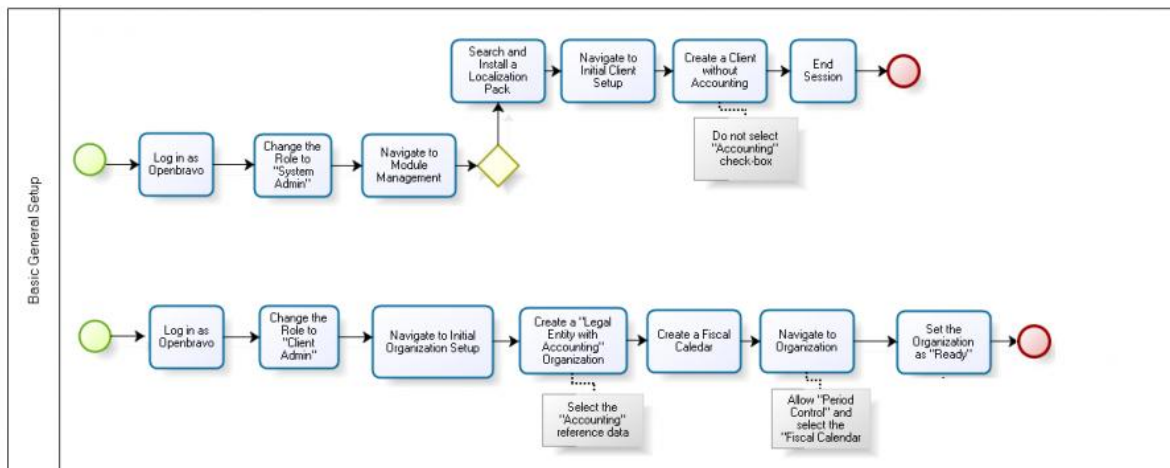 Basic General Setup
Search and
Install a
Localization
Pack
Navigate to
Initial Client
Setup
Create a Client
without
Accounting
End
Session
Do not select
"Accounting"
check-box
Log in as
Openbravo
Change the
Role to
"System
Admin"
Navigate to
Module
Management
Log in as
Openbravo
Change the
Role to
"Client
Admin"
Navigate to Initial
Organization Setup
Create a "Legal
Entity with
Accounting"
Organization
Create a Fiscal
Caledar
Navigate to
Organization
Set the
Organization
as "Ready"
Select the
"Accounting"
reference data
Allow "Period
Control" and
select the
"Fiscal Calendar